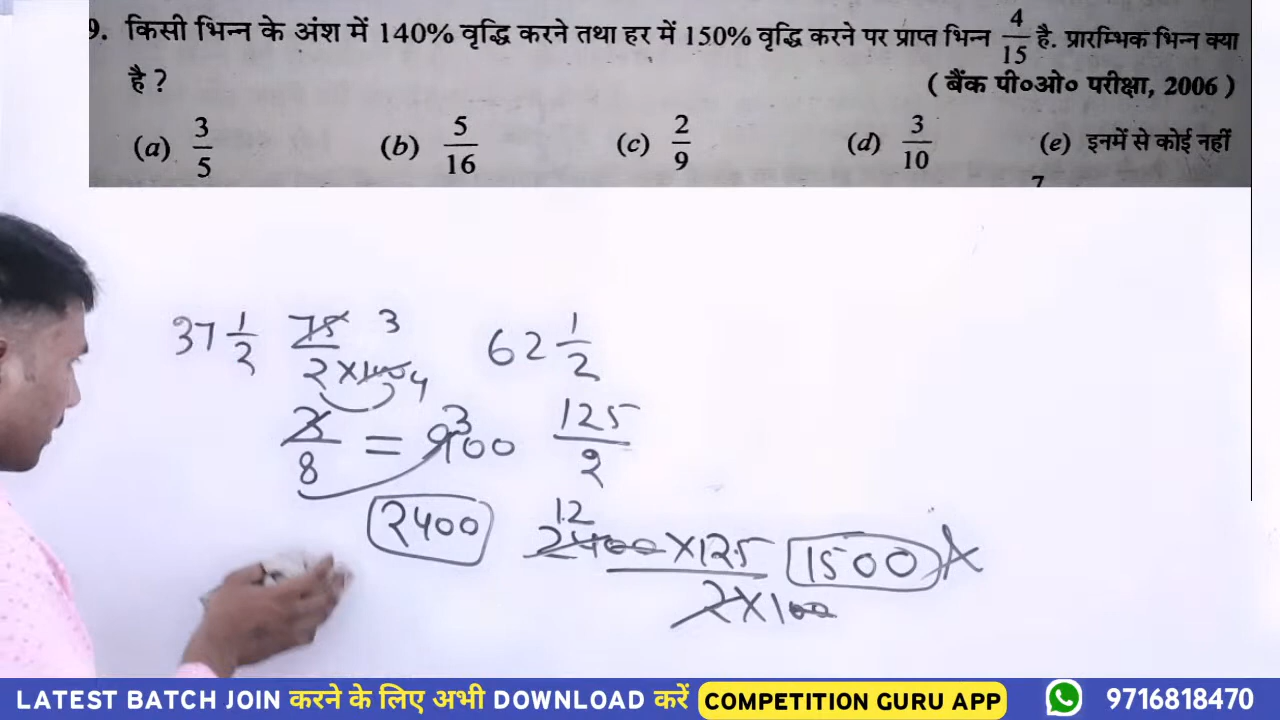 9. किसी भिन्न के अंश में 140% वृद्धि करने तथा हर में 150% वृद्धि करने पर प्राप्त भिन्न 4/15 है. प्रारम्भिक भिन्न क्या
है ? ( बैंक पी०ओ० परीक्षा, 2006 )
(a) 3/5 (b) 5/16 (c) 2/9 (d) 3/10 (e) इनमें से कोई नहीं
37 1/2 75 3 62 1/2
2×100 4
3/8 = 900 3 125/2
2400 12 2400 ×125 1500
2×100
LATEST BATCH JOIN करने के लिए अभी DOWNLOAD करें COMPETITION GURU APP 9716818470